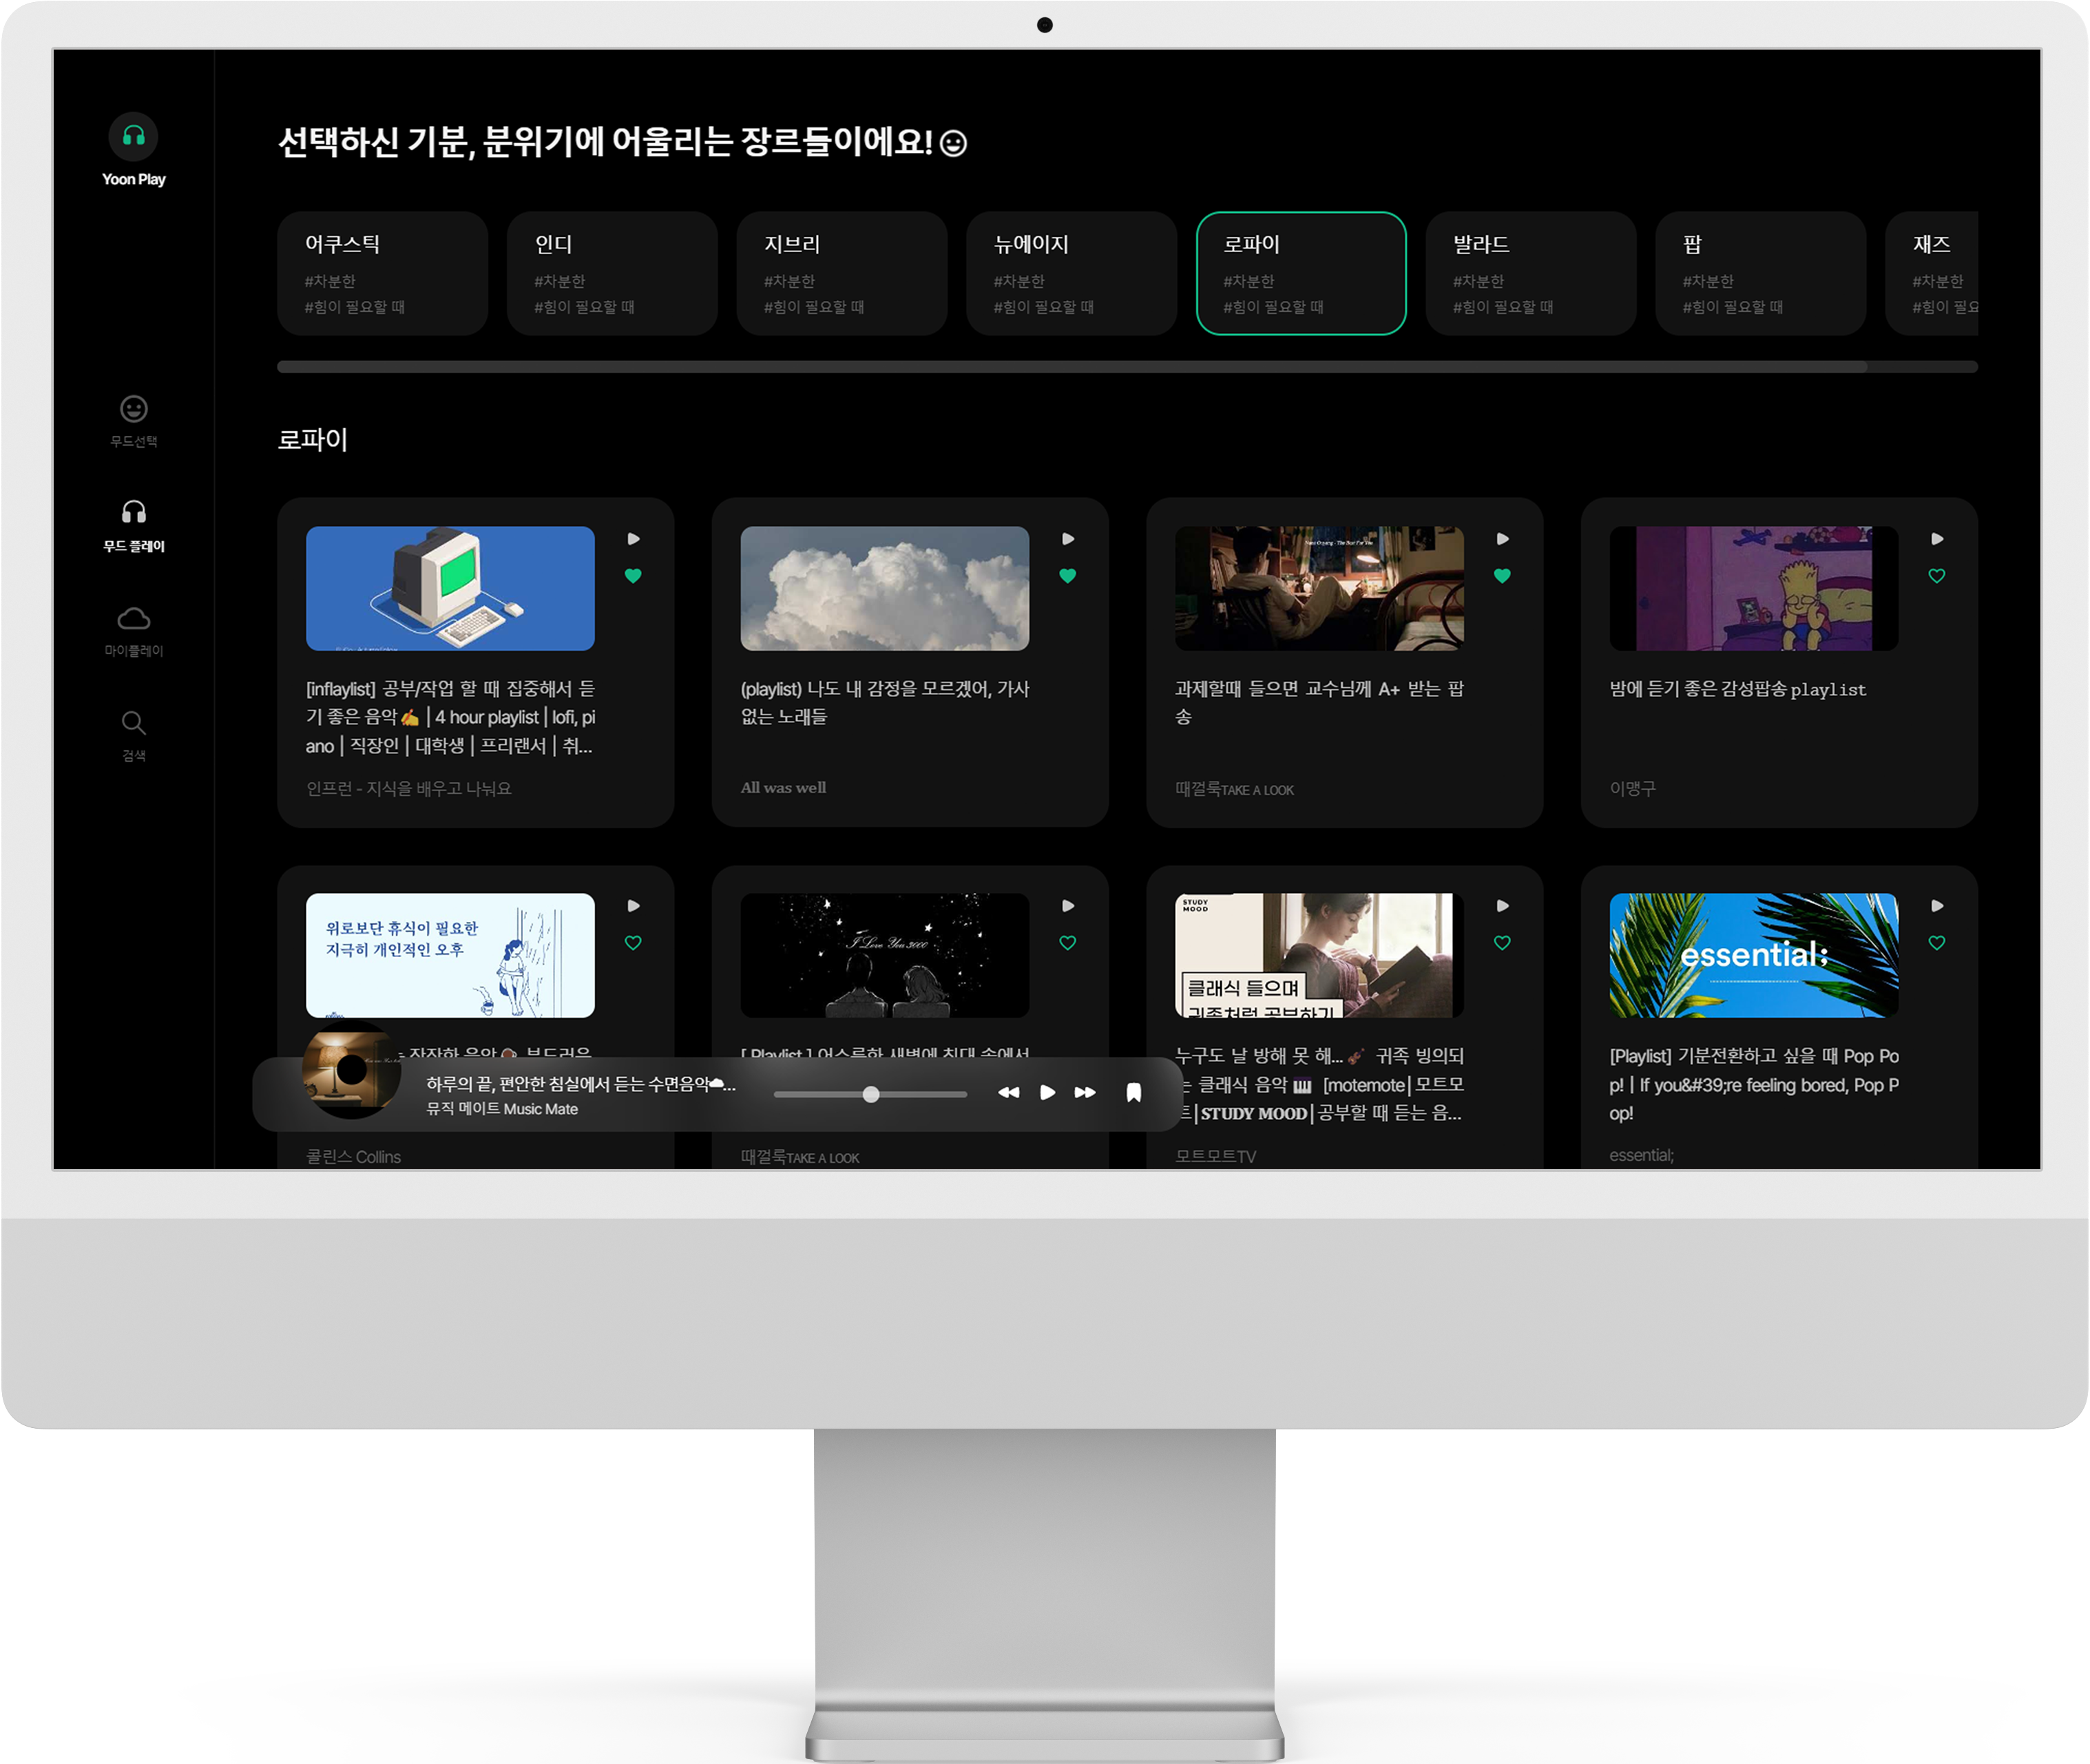 Yoon Play
무드선택
무드 플레이
마이플레이
검색
선택하신 기분, 분위기에 어울리는 장르들이에요!
어쿠스틱
#차분한
#힘이 필요할 때
인디
#차분한
#힘이 필요할 때
지브리
#차분한
#힘이 필요할 때
뉴에이지
#차분한
#힘이 필요할 때
로파이
#차분한
#힘이 필요할 때
발라드
#차분한
#힘이 필요할 때
팝
#차분한
#힘이 필요할 때
재즈
#차분한
#힘이 필요
로파이
[inflaylist] 공부/작업 할 때 집중해서 듣
기 좋은 음악✍️ | 4 hour playlist | lofi, pi
ano | 직장인 | 대학생 | 프리랜서 | 취...
인프런 - 지식을 배우고 나눠요
(playlist) 나도 내 감정을 모르겠어, 가사
없는 노래들
All was well
과제할때 들으면 교수님께 A+ 받는 팝
송
때껄룩TAKE A LOOK
밤에 듣기 좋은 감성팝송 playlist
이맹구
위로보단 휴식이 필요한
지극히 개인적인 오후
잔잔한 음악☕ 부드러운
콜린스 Collins
I Love You 3000
[ Playlist ] 어스름한 새벽에 침대 속에서
때껄룩TAKE A LOOK
STUDY
MOOD
클래식 들으며
귀족처럼 공부하기
누구도 날 방해 못 해...🎻 귀족 빙의되
는 클래식 음악 🎹 [motemote|모트모
트|STUDY MOOD|공부할 때 듣는 음...
모트모트TV
essential;
[Playlist] 기분전환하고 싶을 때 Pop Po
p! | If you&#39;re feeling bored, Pop P
op!
essential;
하루의 끝, 편안한 침실에서 듣는 수면음악☁️...
뮤직 메이트 Music Mate